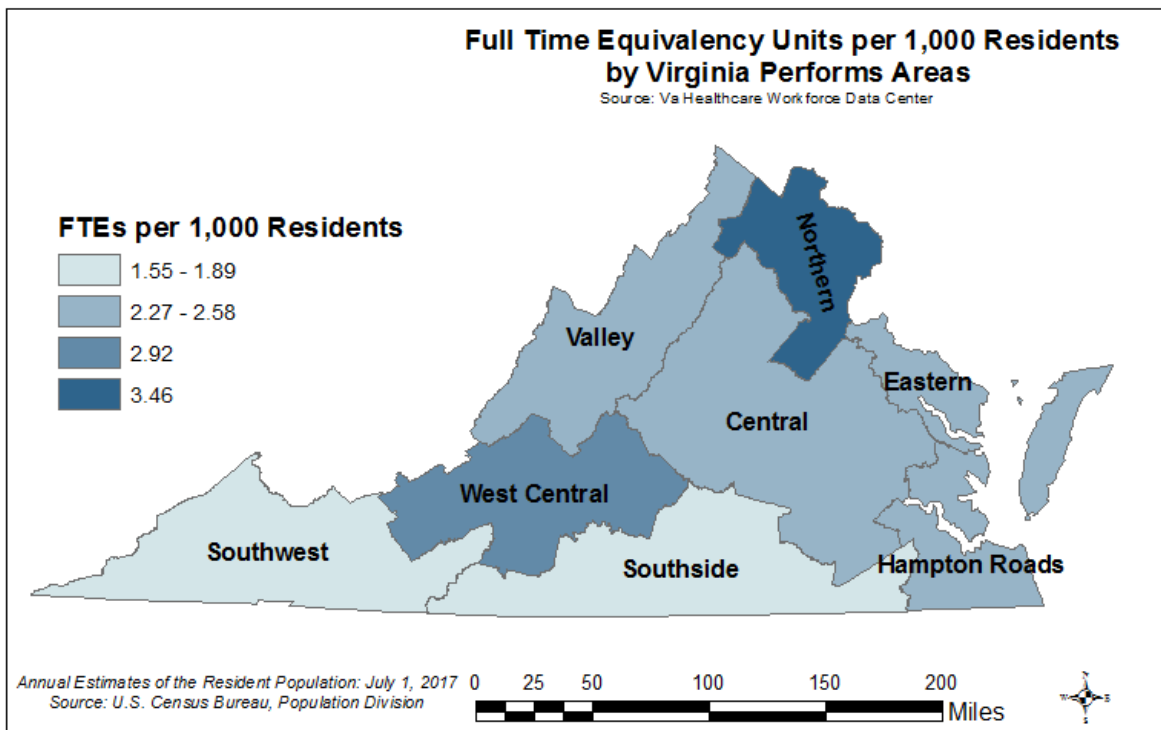 Full Time Equivalency Units per 1,000 Residents
by Virginia Performs Areas
Source: Va Healthcare Workforce Data Center
FTEs per 1,000 Residents
1.55 - 1.89
2.27 - 2.58
2.92
3.46
Northern
Valley
Eastern
Central
West Central
Southwest
Southside
Hampton Roads
Annual Estimates of the Resident Population: July 1, 2017
Source: U.S. Census Bureau, Population Division
0 25 50 100 150 200
Miles
N
W E
S